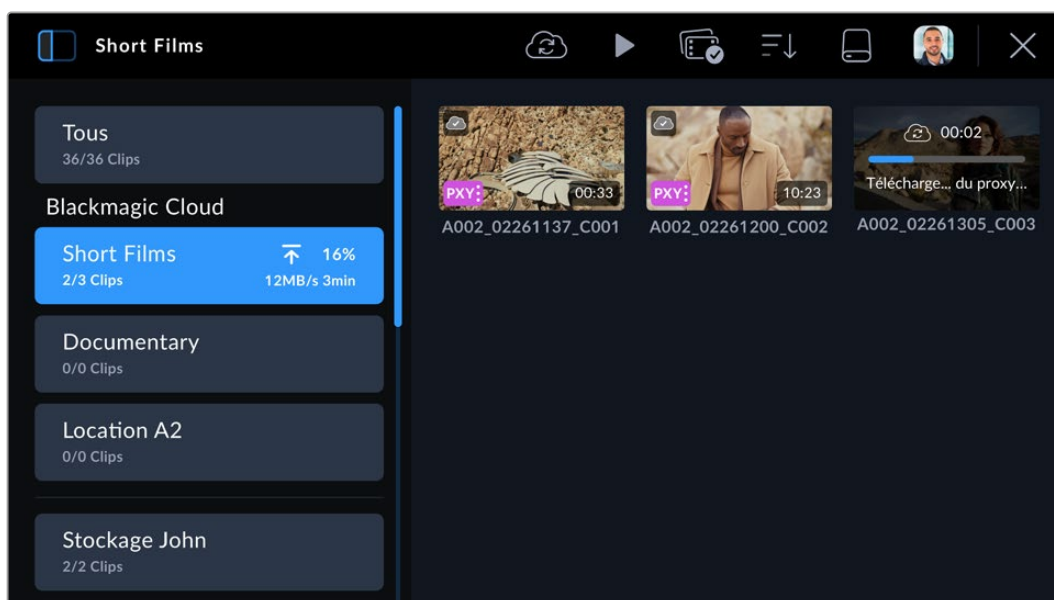 Short Films
Tous
36/36 Clips
Blackmagic Cloud
Short Films 16%
2/3 Clips 12MB/s 3min
Documentary
0/0 Clips
Location A2
0/0 Clips
Stockage John
2/2 Clips
PXY 00:33
A002_02261137_C001
PXY 10:23
A002_02261200_C002
00:02
Télécharge... du proxy...
A002_02261305_C003